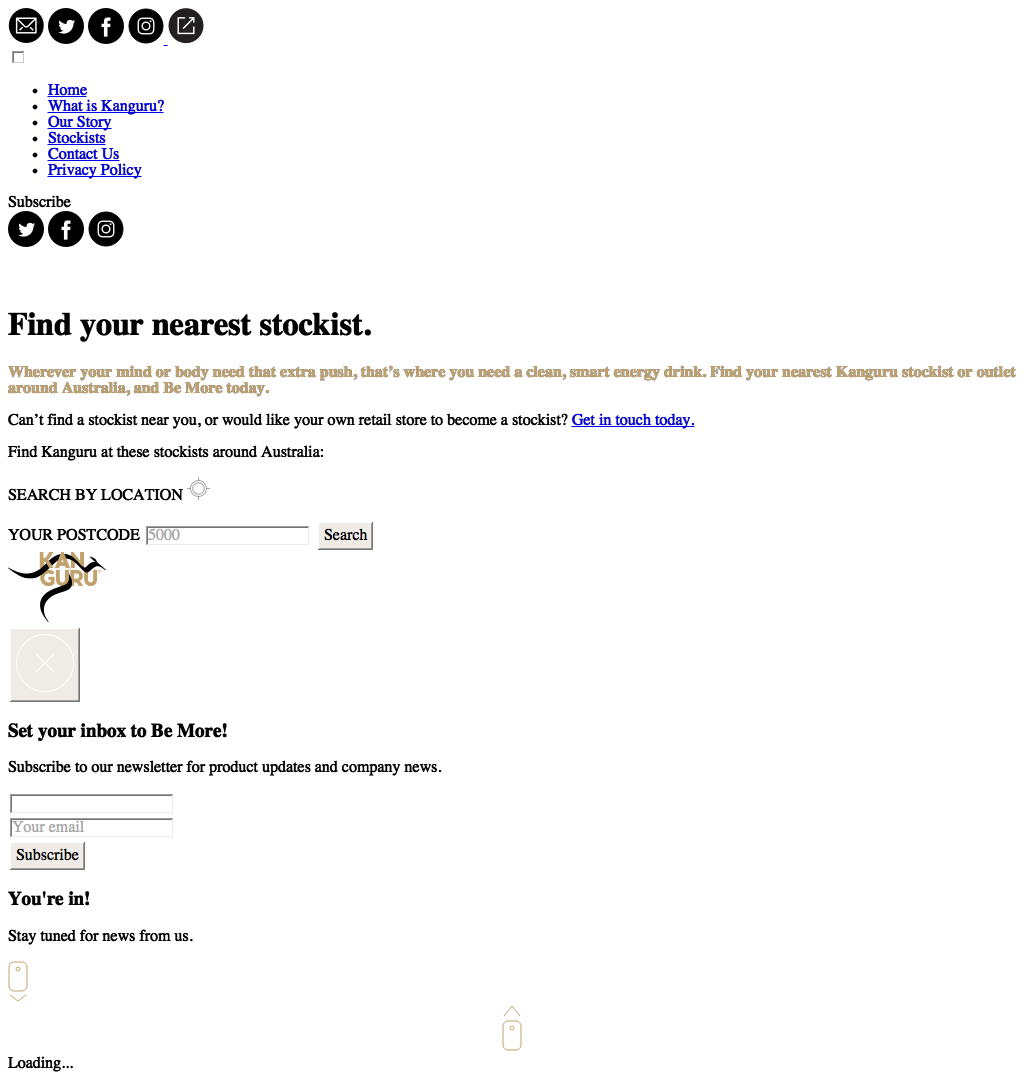 Home
What is Kanguru?
Our Story
Stockists
Contact Us
Privacy Policy
Subscribe
Find your nearest stockist.
Wherever your mind or body need that extra push, that’s where you need a clean, smart energy drink. Find your nearest Kanguru stockist or outlet
around Australia, and Be More today.
Can’t find a stockist near you, or would like your own retail store to become a stockist? Get in touch today.
Find Kanguru at these stockists around Australia:
SEARCH BY LOCATION
YOUR POSTCODE 5000 Search
KAN
GURU
Set your inbox to Be More!
Subscribe to our newsletter for product updates and company news.
Your email
Subscribe
You're in!
Stay tuned for news from us.
Loading...